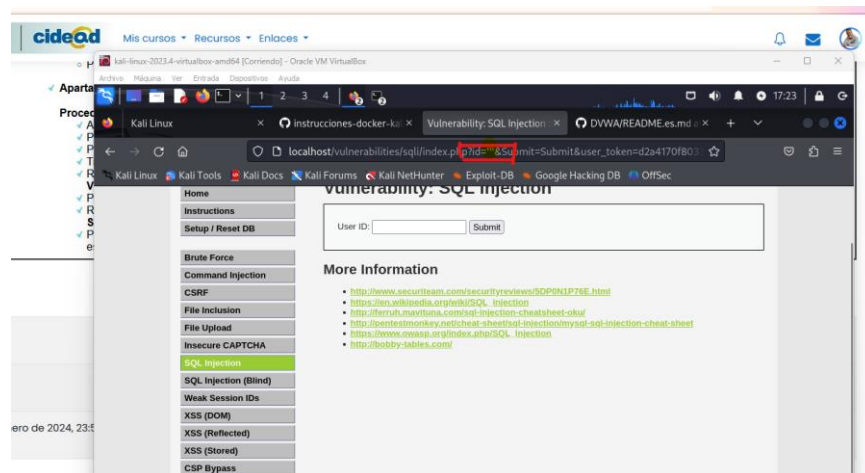 cidead
Mis cursos Recursos Enlaces
kali-linux-2023.4-virtualbox-amd64 [Corriendo] - Oracle VM VirtualBox
Archivo Máquina Ver Entrada Dispositivos Ayuda
Aparta
1 2 3 4 17:23
Proced
Kali Linux instrucciones-docker-kal Vulnerability: SQL Injection DVWA/README.es.md a
localhost/vulnerabilities/sqli/index.php?id=""&Submit=Submit&user_token=d2a4170f803
Kali Linux Kali Tools Kali Docs Kali Forums Kali NetHunter Exploit-DB Google Hacking DB OffSec
Vulnerability: SQL Injection
Home
Instructions
Setup / Reset DB
User ID: Submit
Brute Force
Command Injection
CSRF
File Inclusion
File Upload
Insecure CAPTCHA
SQL Injection
SQL Injection (Blind)
Weak Session IDs
XSS (DOM)
XSS (Reflected)
XSS (Stored)
CSP Bypass
More Information
http://www.securiteam.com/securityreviews/5DP0N1P76E.html
https://en.wikipedia.org/wiki/SQL_injection
http://ferruh.mavituna.com/sql-injection-cheatsheet-oku/
http://pentestmonkey.net/cheat-sheet/sql-injection/mysql-sql-injection-cheat-sheet
https://www.owasp.org/index.php/SQL_Injection
http://bobby-tables.com/
ero de 2024, 23:5